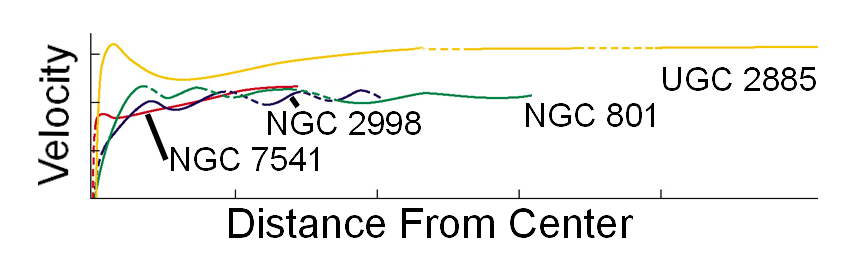 Velocity
UGC 2885
NGC 801
NGC 2998
NGC 7541
Distance From Center